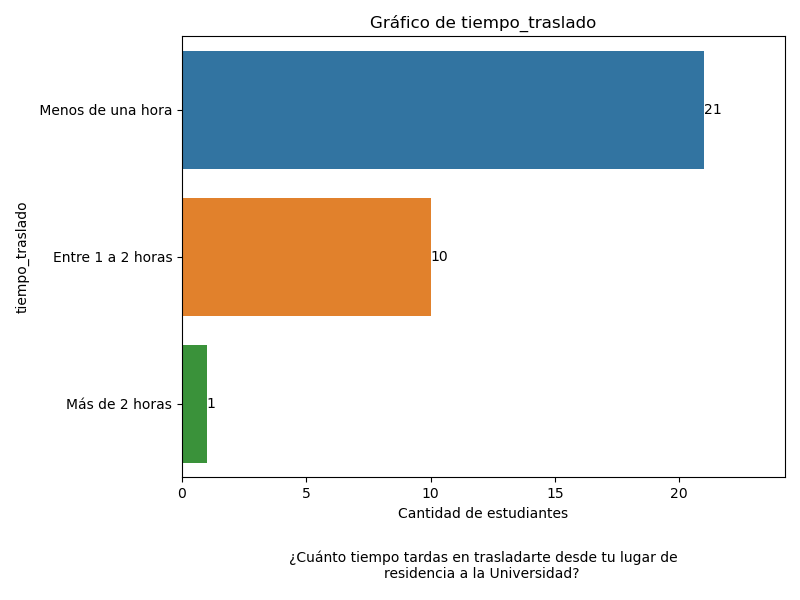 Gráfico de tiempo_traslado
Menos de una hora
21
Entre 1 a 2 horas
10
Más de 2 horas
1
tiempo_traslado
0 5 10 15 20
Cantidad de estudiantes
¿Cuánto tiempo tardas en trasladarte desde tu lugar de
residencia a la Universidad?